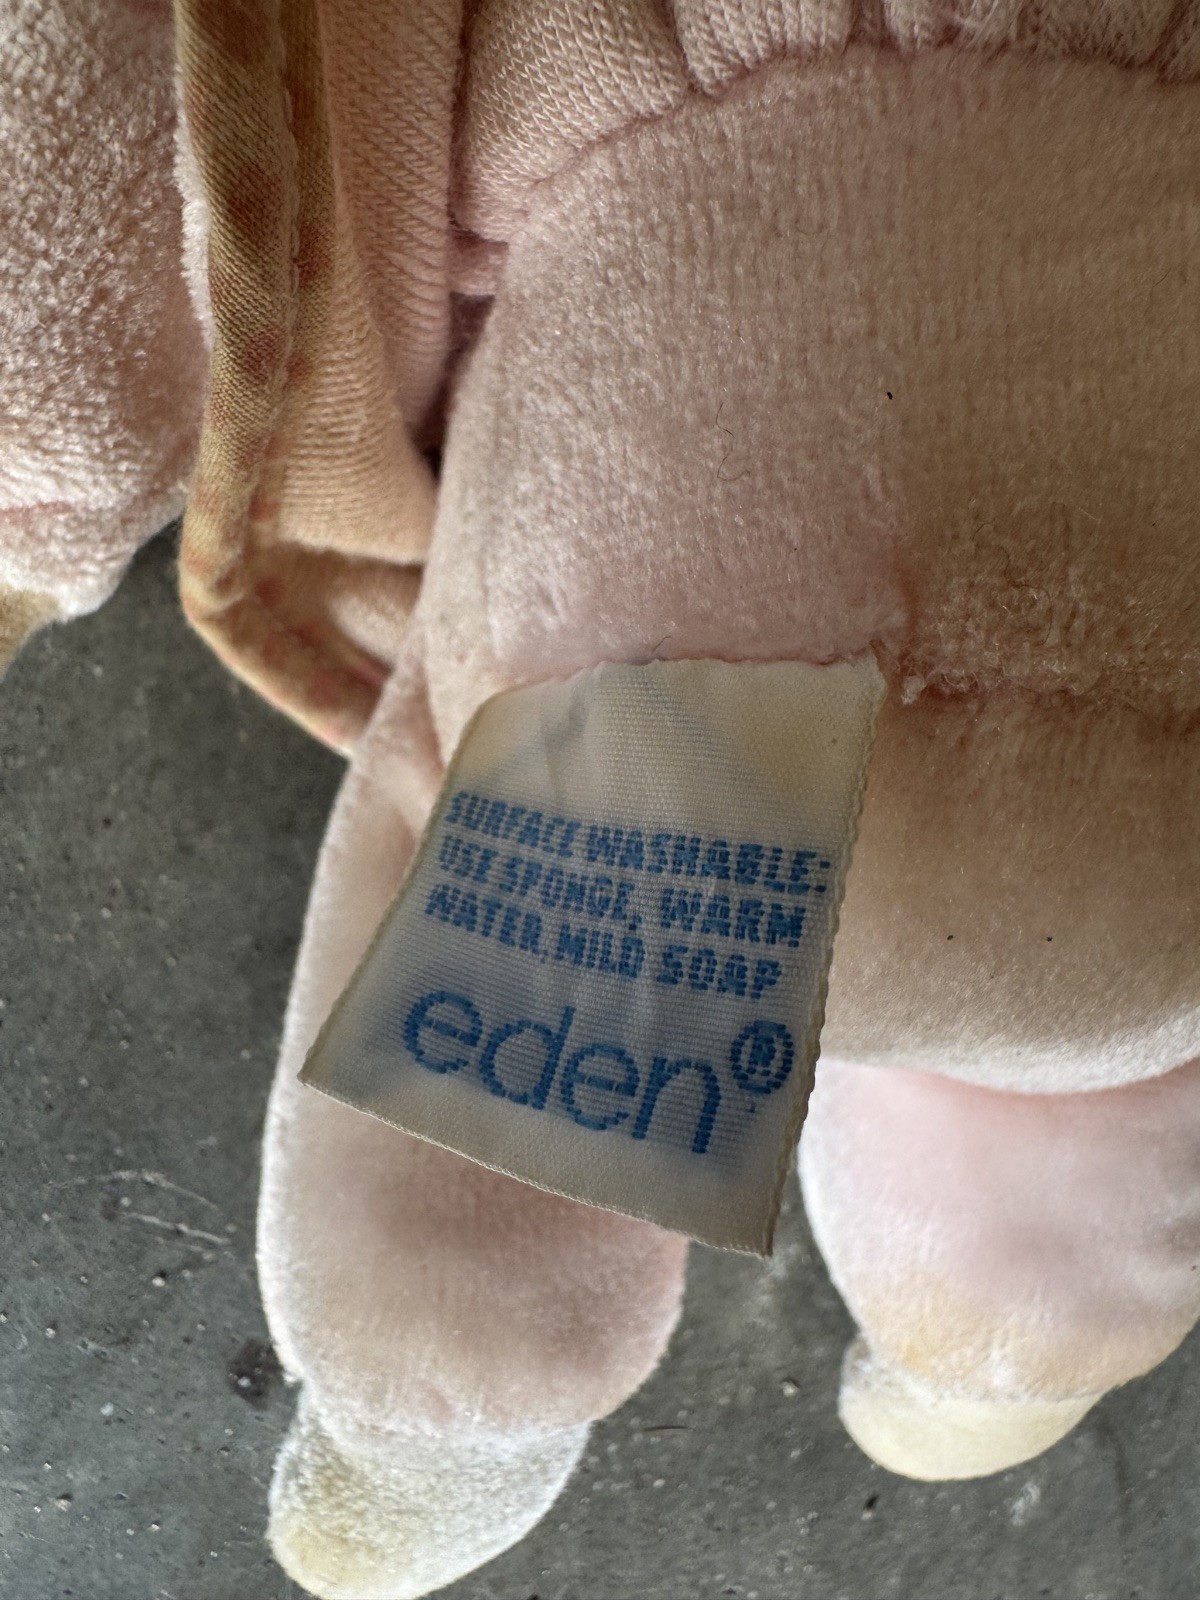 SURFACE WASHABLE:
USE SPONGE, WARM
WATER, MILD SOAP
eden®